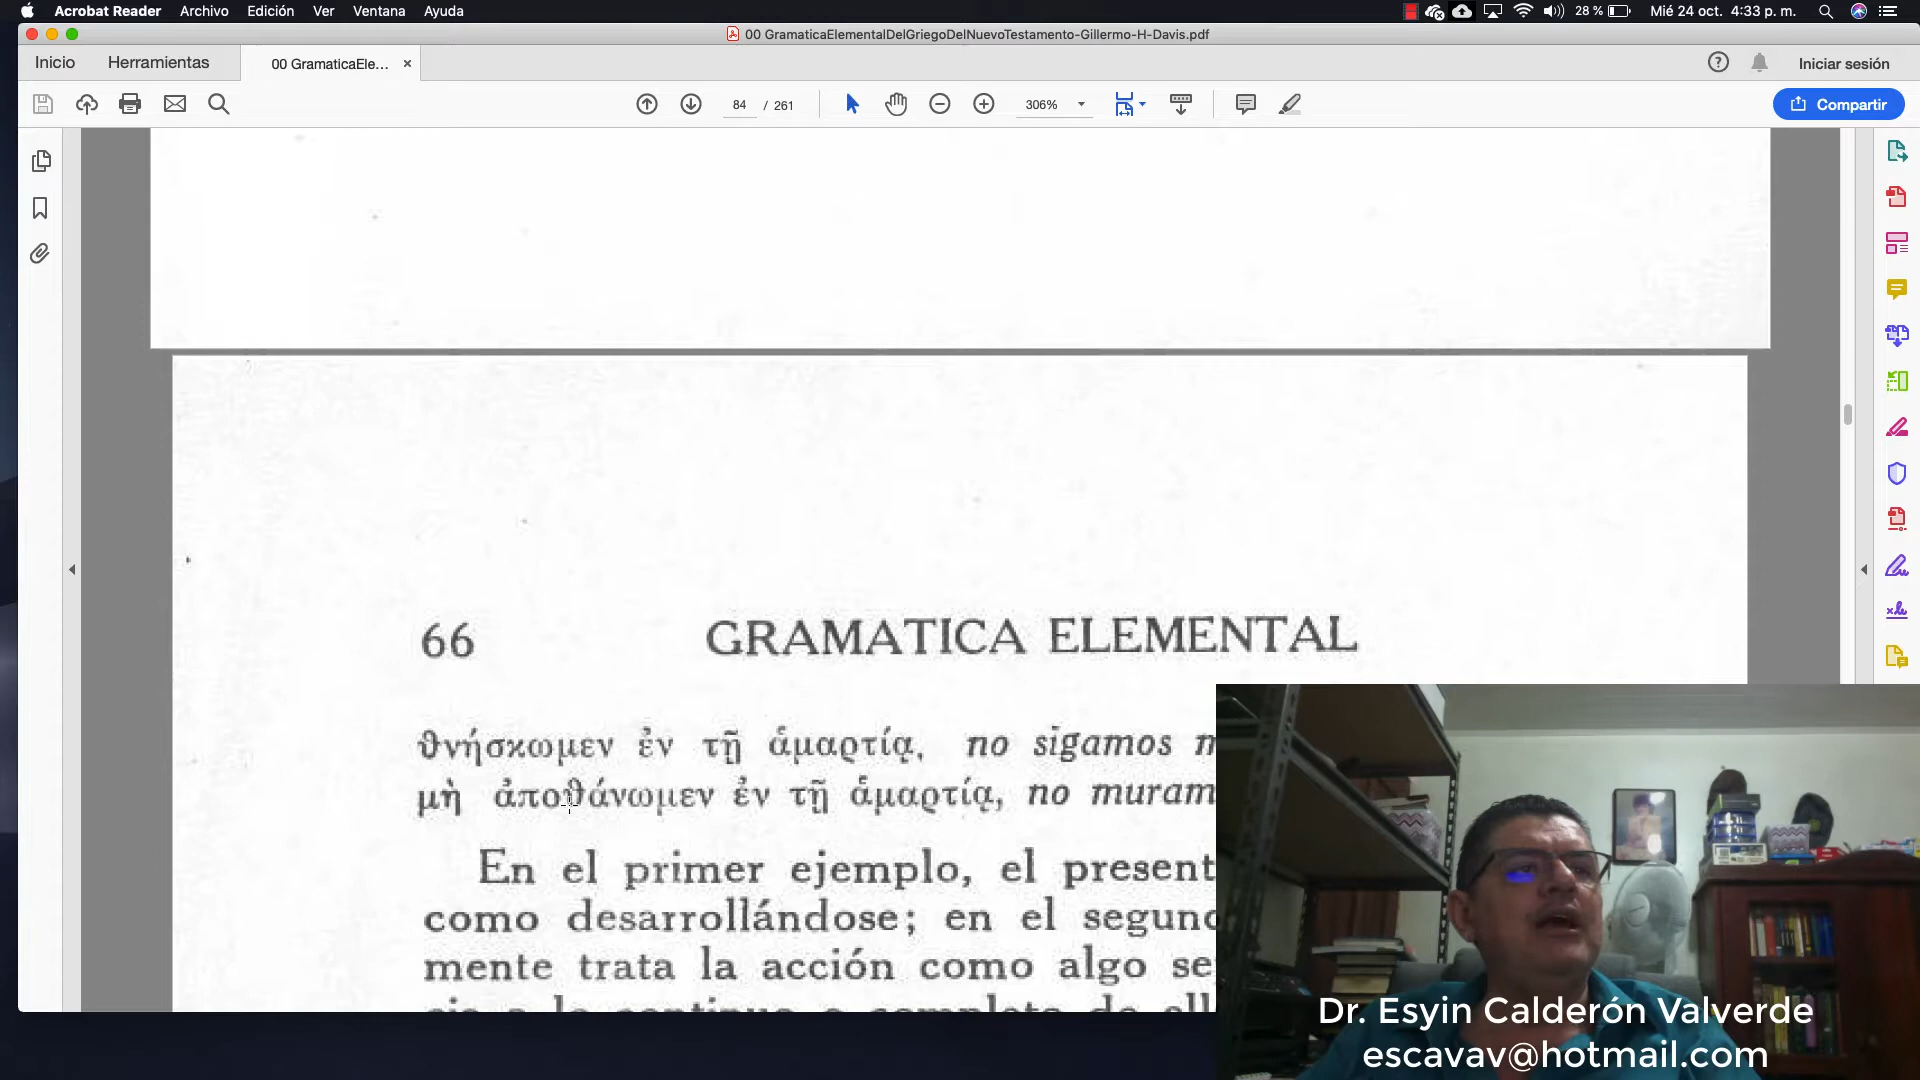 Acrobat Reader Archivo Edición Ver Ventana Ayuda 28 % Mié 24 oct. 4:33 p. m.
00 GramaticaElementalDelGriegoDelNuevoTestamento-Gillermo-H-Davis.pdf
Inicio Herramientas 00 GramaticaEle... × Iniciar sesión
84 / 261 306% Compartir
66 GRAMATICA ELEMENTAL
θνήσκωμεν ἐν τῇ ἁμαρτίᾳ, no sigamos m
μὴ ἀποθάνωμεν ἐν τῇ ἁμαρτίᾳ, no muram
En el primer ejemplo, el present
como desarrollándose; en el segund
mente trata la acción como algo se
Dr. Esyin Calderón Valverde
escavav@hotmail.com